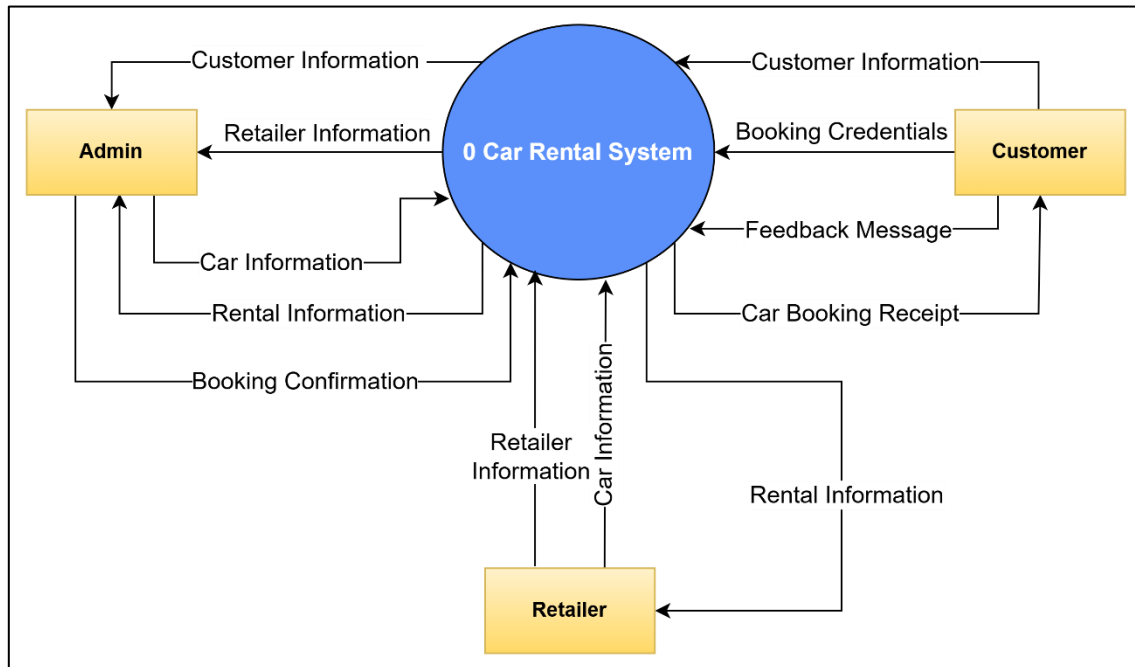 Customer Information
Customer Information
Retailer Information
Booking Credentials
Admin
0 Car Rental System
Customer
Feedback Message
Car Information
Rental Information
Car Booking Receipt
Booking Confirmation
Retailer
Information
Car Information
Rental Information
Retailer